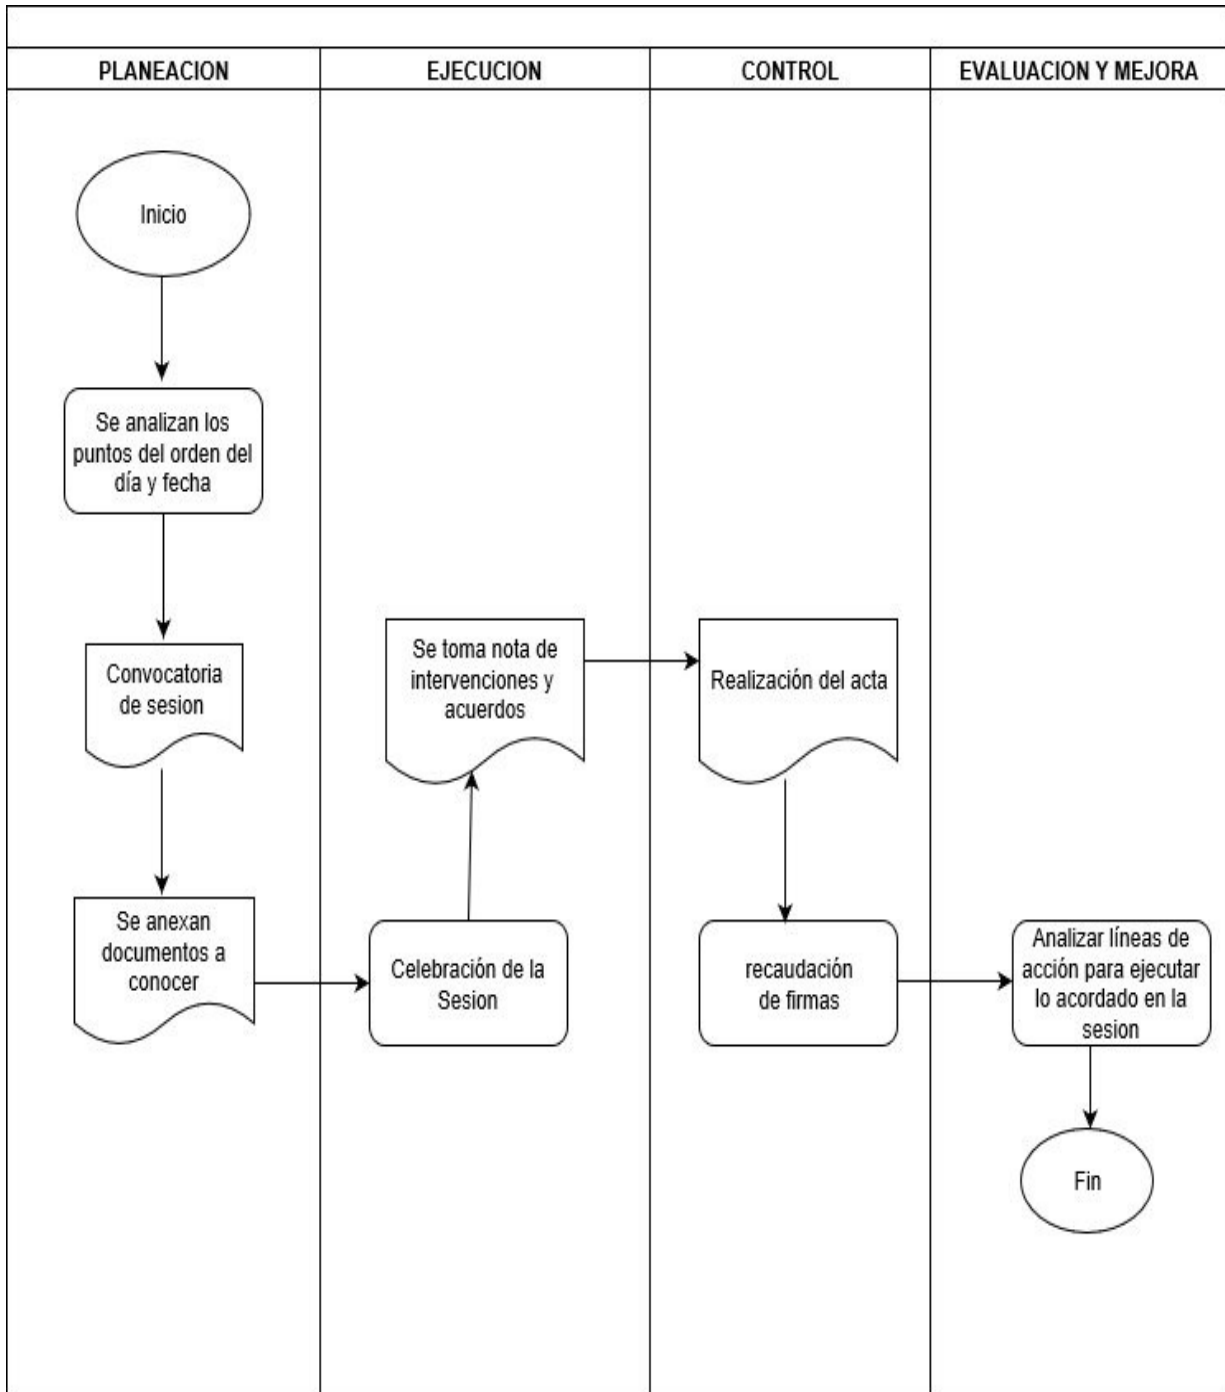 PLANEACION
EJECUCION
CONTROL
EVALUACION Y MEJORA
Inicio
Se analizan los
puntos del orden del
día y fecha
Convocatoria
de sesion
Se anexan
documentos a
conocer
Celebración de la
Sesion
Se toma nota de
intervenciones y
acuerdos
Realización del acta
recaudación
de firmas
Analizar líneas de
acción para ejecutar
lo acordado en la
sesion
Fin